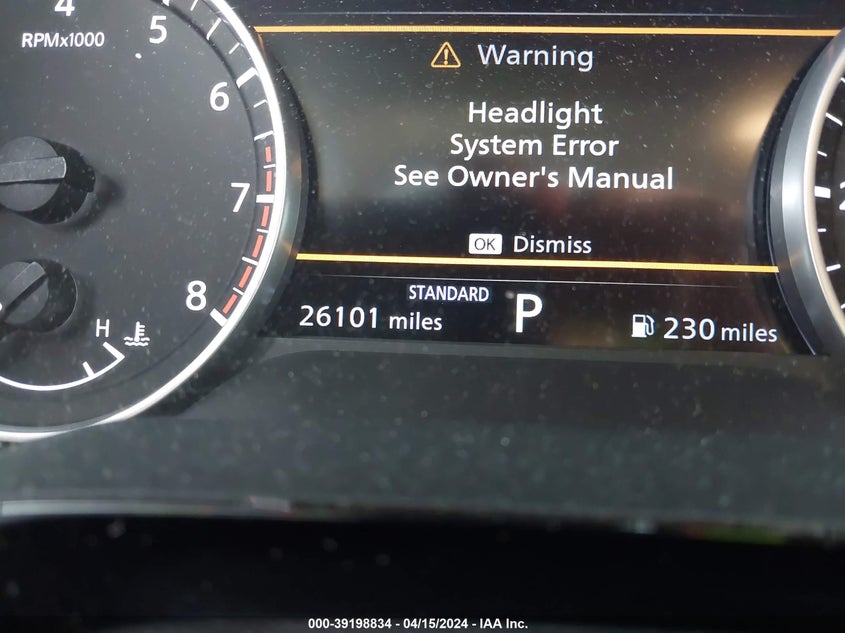 4
5
RPMx1000
6
7
8
H
Warning
Headlight
System Error
See Owner's Manual
OK Dismiss
STANDARD
26101 miles
P
230 miles
000-39198834 - 04/15/2024 - IAA Inc.